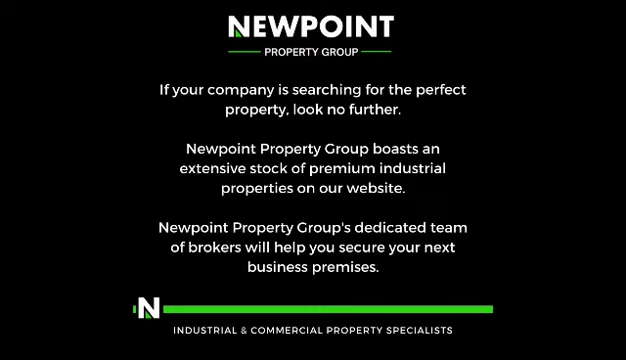 NEWPOINT
PROPERTY GROUP
If your company is searching for the perfect
property, look no further.
Newpoint Property Group boasts an
extensive stock of premium industrial
properties on our website.
Newpoint Property Group's dedicated team
of brokers will help you secure your next
business premises.
N
INDUSTRIAL & COMMERCIAL PROPERTY SPECIALISTS